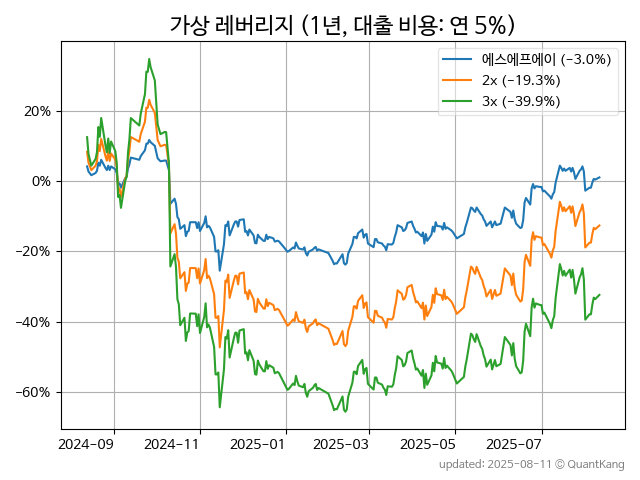 가상 레버리지 (1년, 대출 비용: 연 5%)
에스에프에이 (−3.0%)
2x (−19.3%)
3x (−39.9%)
20%
0%
−20%
−40%
−60%
2024-09
2024-11
2025-01
2025-03
2025-05
2025-07
updated: 2025-08-11 © QuantKang